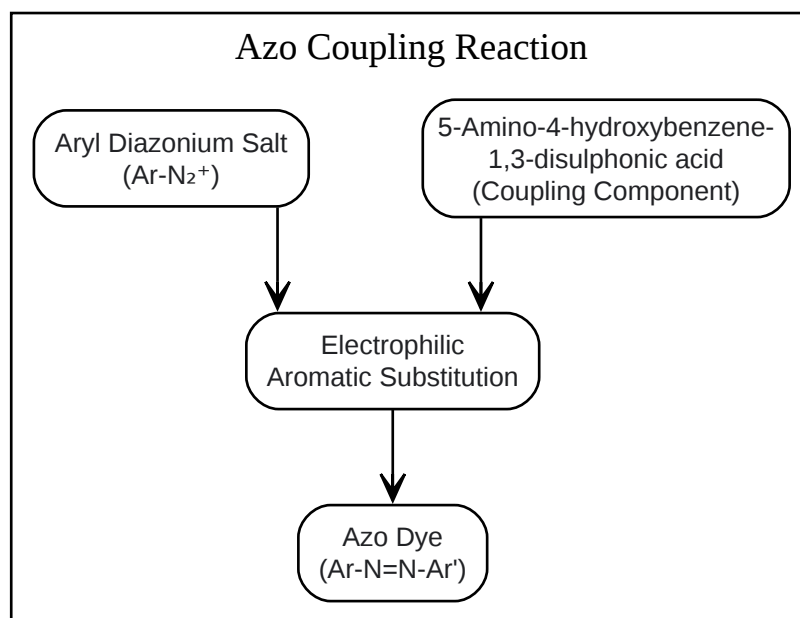 Azo Coupling Reaction
Aryl Diazonium Salt
(Ar-N₂⁺)
5-Amino-4-hydroxybenzene-
1,3-disulphonic acid
(Coupling Component)
Electrophilic
Aromatic Substitution
Azo Dye
(Ar-N=N-Ar')